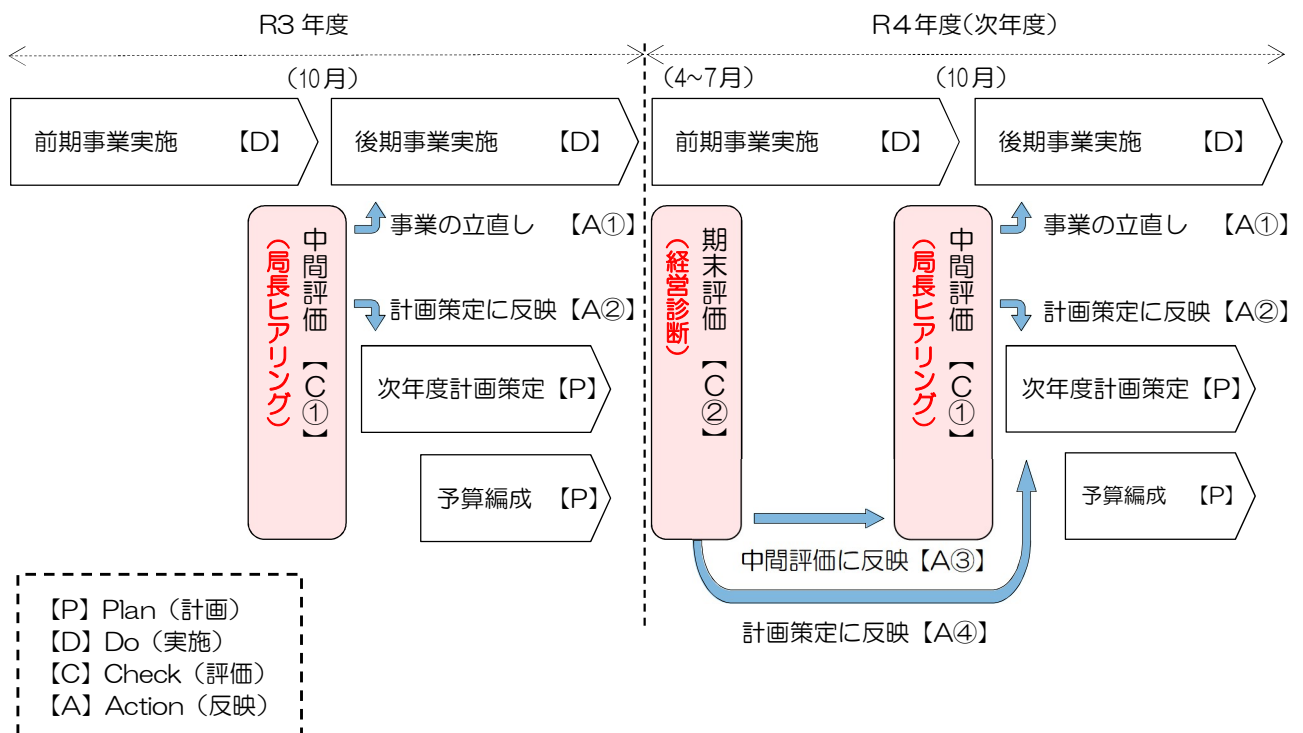 R3年度
R4年度(次年度)
(10月)
(4~7月)
(10月)
前期事業実施 【D】
後期事業実施 【D】
前期事業実施 【D】
後期事業実施 【D】
中間評価 【C①】
(局長ヒアリング)
事業の立直し 【A①】
計画策定に反映【A②】
次年度計画策定【P】
予算編成 【P】
期末評価 【C②】
(経営診断)
中間評価 【C①】
(局長ヒアリング)
事業の立直し 【A①】
計画策定に反映【A②】
次年度計画策定【P】
予算編成 【P】
中間評価に反映【A③】
計画策定に反映【A④】
【P】Plan(計画)
【D】Do(実施)
【C】Check(評価)
【A】Action(反映)